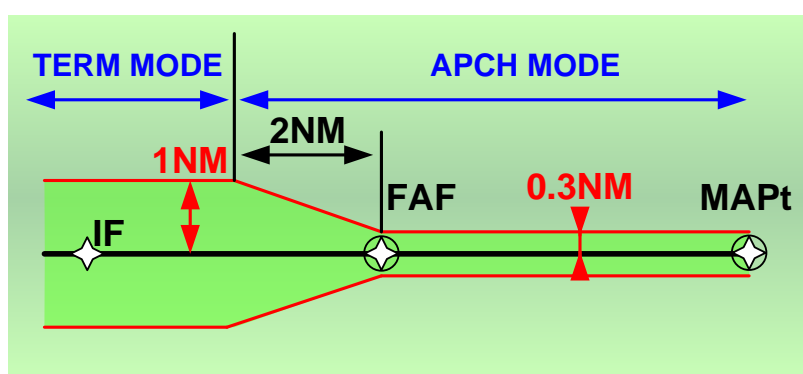 TERM MODE
APCH MODE
2NM
1NM
FAF
0.3NM
MAPt
IF